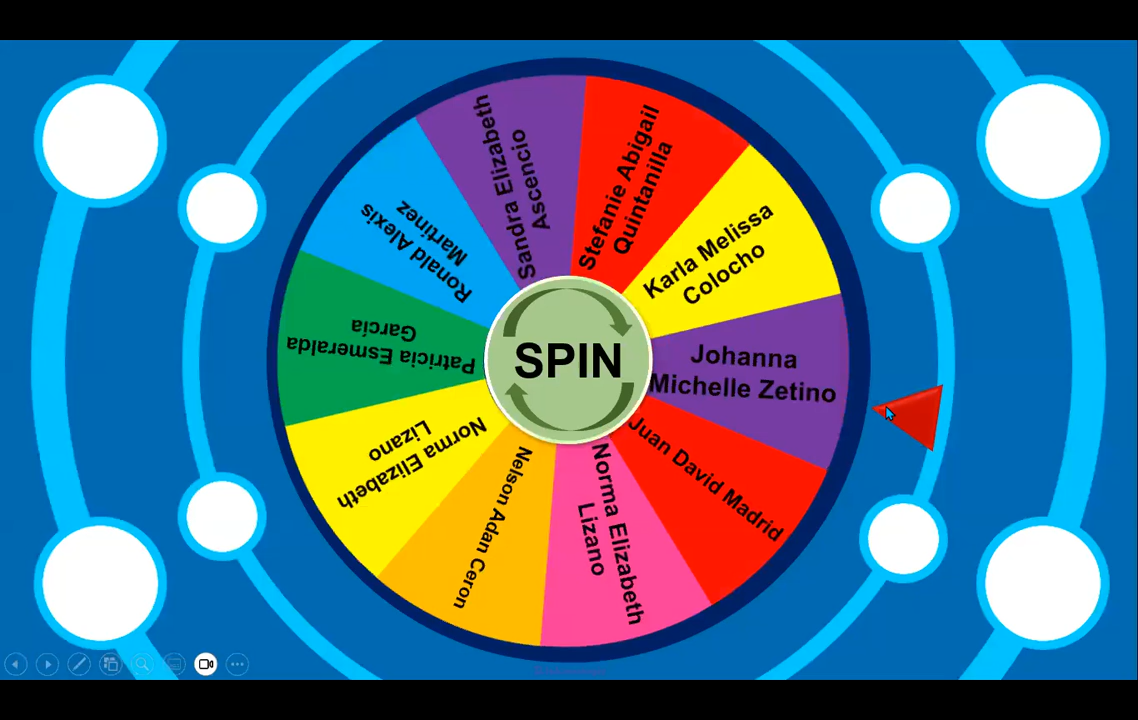 Sandra Elizabeth
Ascencio
Stefanie Abigail
Quintanilla
Karla Melissa
Colocho
Johanna
Michelle Zetino
Juan David Madrid
Norma Elizabeth
Lizano
Nelson Adan Ceron
Norma Elizabeth
Lizano
Patricia Esmeralda
Garcia
Ronald Alexis
Martinez
SPIN